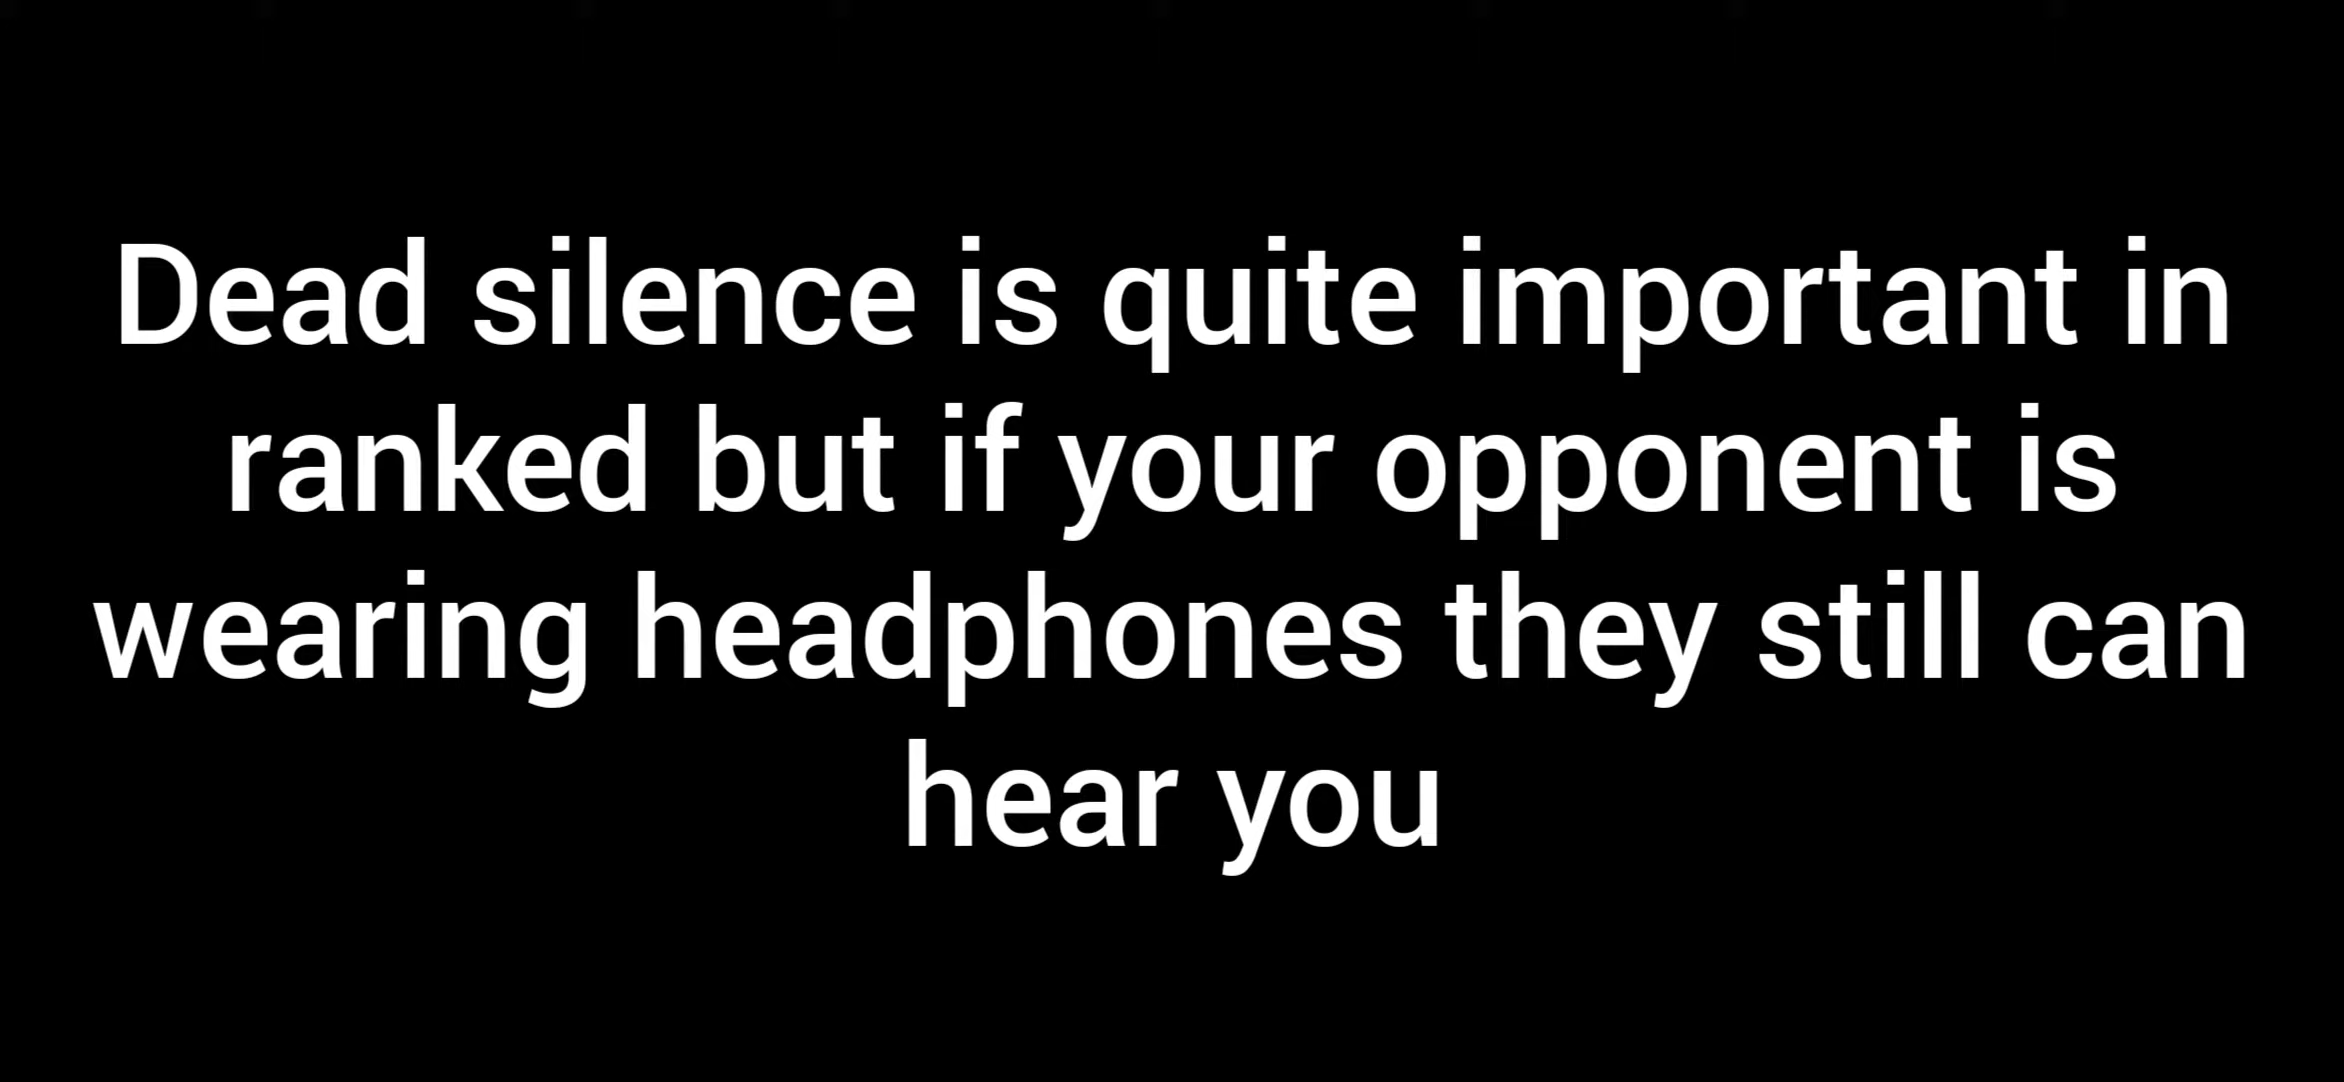 Dead silence is quite important in
ranked but if your opponent is
wearing headphones they still can
hear you